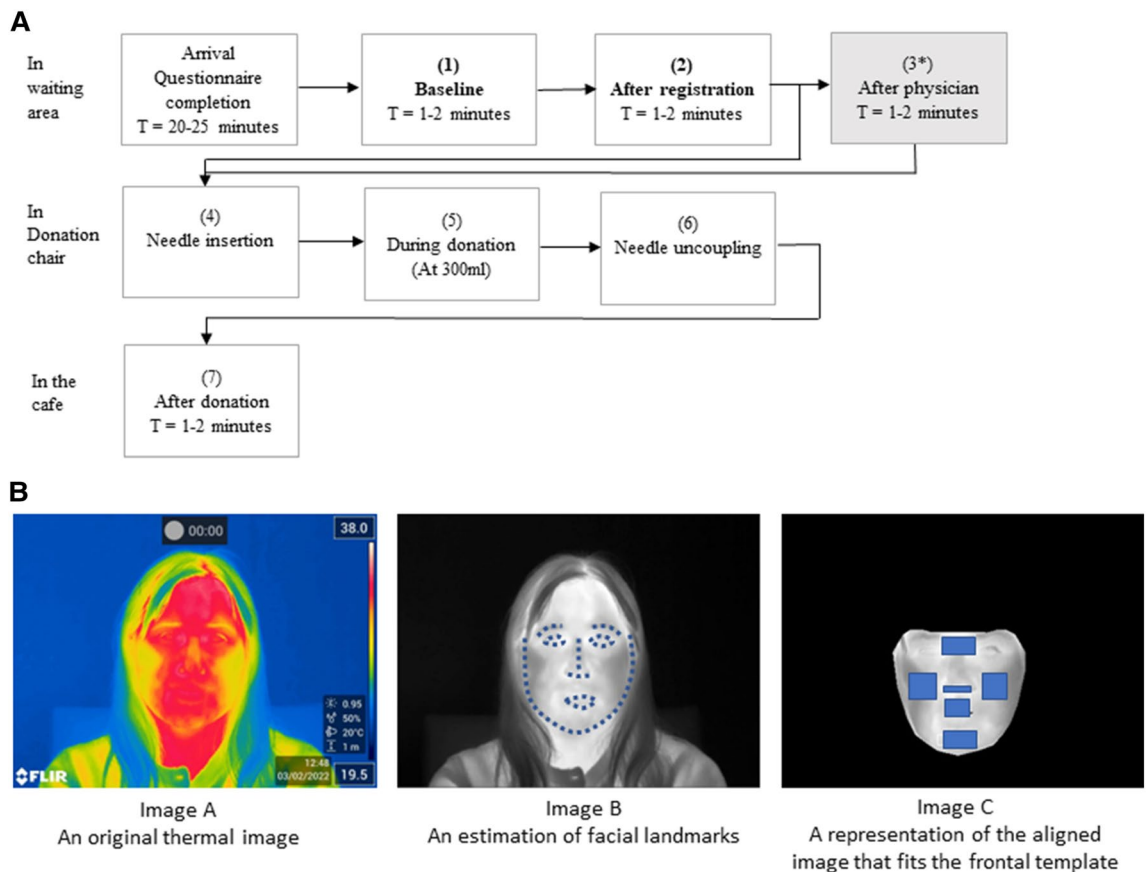 A
In
waiting
area
Arrival
Questionnaire
completion
T = 20-25 minutes
(1)
Baseline
T = 1-2 minutes
(2)
After registration
T = 1-2 minutes
(3*)
After physician
T = 1-2 minutes
In
Donation
chair
(4)
Needle insertion
(5)
During donation
(At 300ml)
(6)
Needle uncoupling
In the
cafe
(7)
After donation
T = 1-2 minutes
B
00:00
38.0
0.95
50%
20°C
1 m
12:48
03/02/2022
19.5
FLIR
Image A
An original thermal image
Image B
An estimation of facial landmarks
Image C
A representation of the aligned
image that fits the frontal template